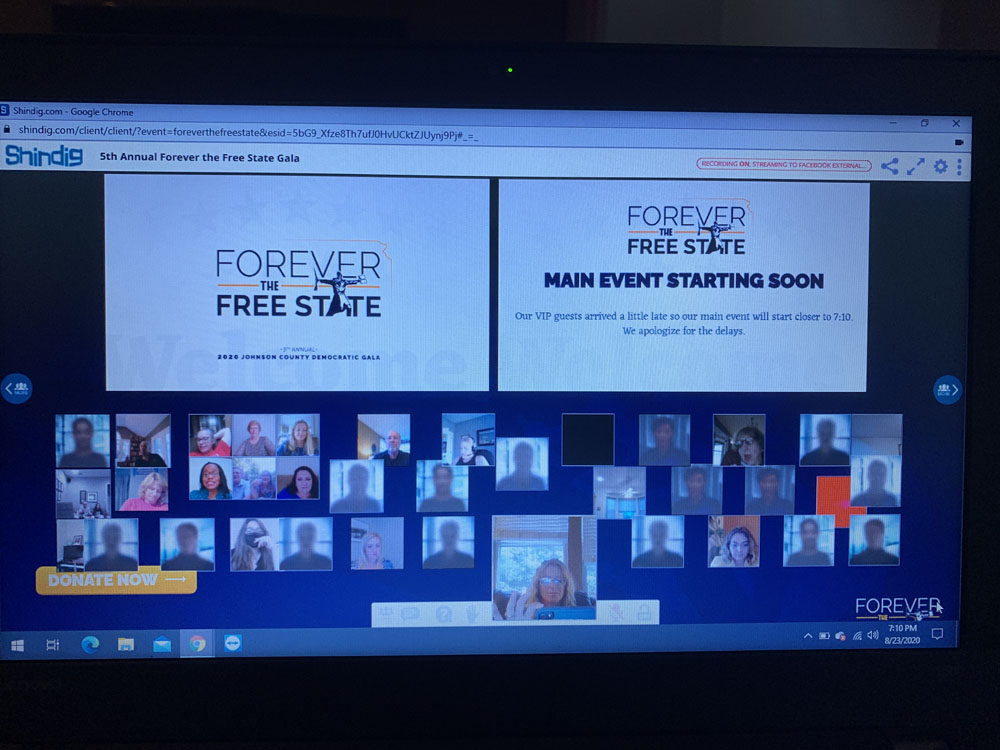 Shindig.com - Google Chrome
shindig.com/client/client/?event=foreverthefreestate&esid=5bG9_Xfze8Th7ufJ0HvUCktZJUynj9Pj#_=_
Shindig
5th Annual Forever the Free State Gala
RECORDING ON, STREAMING TO FACEBOOK EXTERNAL...
FOREVER
THE
FREE STATE
- 5TH ANNUAL -
2020 JOHNSON COUNTY DEMOCRATIC GALA
Welcome
FOREVER
THE
FREE STATE
MAIN EVENT STARTING SOON
Our VIP guests arrived a little late so our main event will start closer to 7:10.
We apologize for the delays.
MORE
MORE
DONATE NOW
FOREVER
THE
7:10 PM
8/23/2020